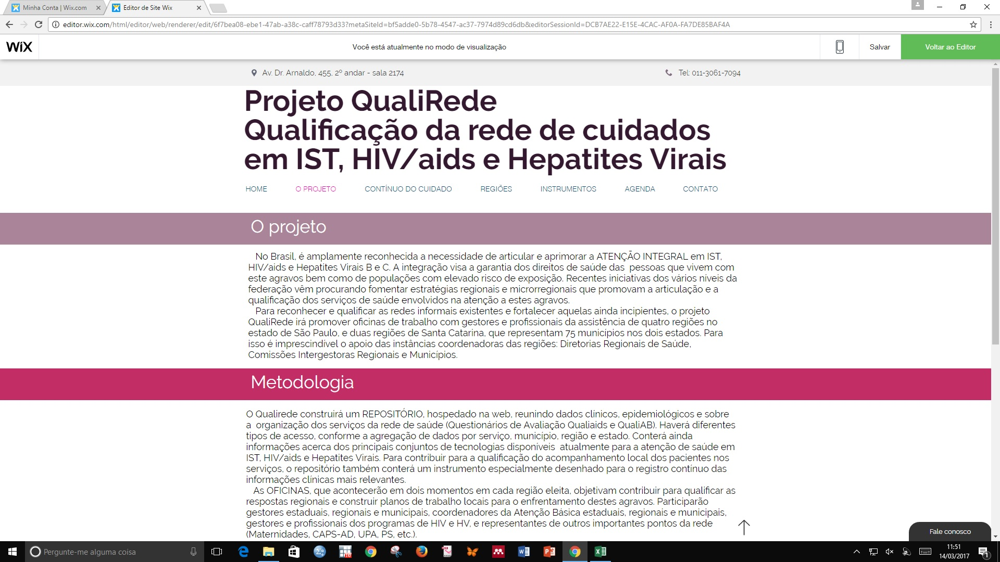 Minha Conta | Wix.com
Editor de Site Wix
editor.wix.com/html/editor/web/renderer/edit/6f7bea08-ebe1-47ab-a38c-caff78793d33?metaSiteId=bf5adde0-5b78-4547-ac37-7974d89cd6db&editorSessionId=DCB7AE22-E15E-4CAC-AF0A-FA7DE85BAF4A
WiX
Você está atualmente no modo de visualização
Salvar
Voltar ao Editor
Av. Dr. Arnaldo, 455, 2º andar - sala 2174
Tel: 011-3061-7094
Projeto QualiRede
Qualificação da rede de cuidados
em IST, HIV/aids e Hepatites Virais
HOME O PROJETO CONTÍNUO DO CUIDADO REGIÕES INSTRUMENTOS AGENDA CONTATO
O projeto
No Brasil, é amplamente reconhecida a necessidade de articular e aprimorar a ATENÇÃO INTEGRAL em IST,
HIV/aids e Hepatites Virais B e C. A integração visa a garantia dos direitos de saúde das pessoas que vivem com
este agravos bem como de populações com elevado risco de exposição. Recentes iniciativas dos vários níveis da
federação vêm procurando fomentar estratégias regionais e microrregionais que promovam a articulação e a
qualificação dos serviços de saúde envolvidos na atenção a estes agravos.
Para reconhecer e qualificar as redes informais existentes e fortalecer aquelas ainda incipientes, o projeto
QualiRede irá promover oficinas de trabalho com gestores e profissionais da assistência de quatro regiões no
estado de São Paulo, e duas regiões de Santa Catarina, que representam 75 municípios nos dois estados. Para
isso é imprescindível o apoio das instâncias coordenadoras das regiões: Diretorias Regionais de Saúde,
Comissões Intergestoras Regionais e Municípios.
Metodologia
O Qualirede construirá um REPOSITÓRIO, hospedado na web, reunindo dados clínicos, epidemiológicos e sobre
a organização dos serviços da rede de saúde (Questionários de Avaliação Qualiaids e QualiAB). Haverá diferentes
tipos de acesso, conforme a agregação de dados por serviço, município, região e estado. Conterá ainda
informações acerca dos principais conjuntos de tecnologias disponíveis atualmente para a atenção de saúde em
IST, HIV/aids e Hepatites Virais. Para contribuir para a qualificação do acompanhamento local dos pacientes nos
serviços, o repositório também conterá um instrumento especialmente desenhado para o registro contínuo das
informações clínicas mais relevantes.
As OFICINAS, que acontecerão em dois momentos em cada região eleita, objetivam contribuir para qualificar as
respostas regionais e construir planos de trabalho locais para o enfrentamento destes agravos. Participarão
gestores estaduais, regionais e municipais, coordenadores da Atenção Básica estaduais, regionais e municipais,
gestores e profissionais dos programas de HIV e HV, e representantes de outros importantes pontos da rede
(Maternidades, CAPS-AD, UPA, PS, etc.).
Fale conosco
Pergunte-me alguma coisa
11:51
14/03/2017
1